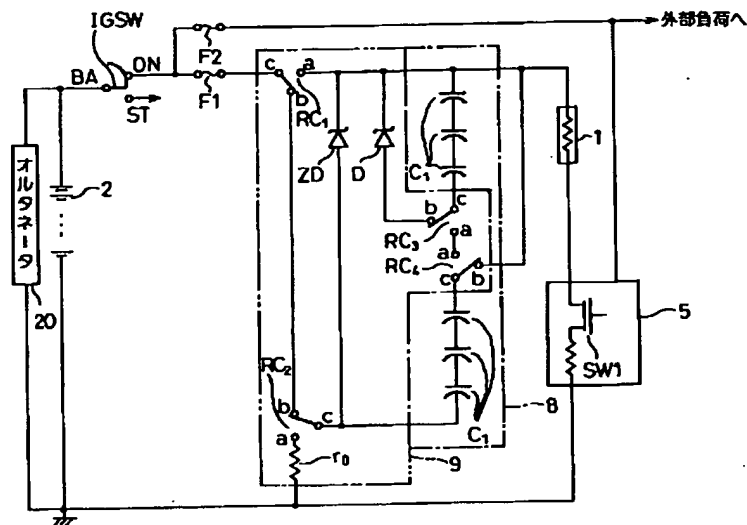 IGSW
ON
BA
ST
F2
F1
外部負荷へ
c
a
b
RC₁
ZD
D
C₁
オルタネータ
2
20
1
b
c
RC₃
a
a
RC₄
c
b
5
SW1
RC₂
b
c
a
r₀
C₁
8
9